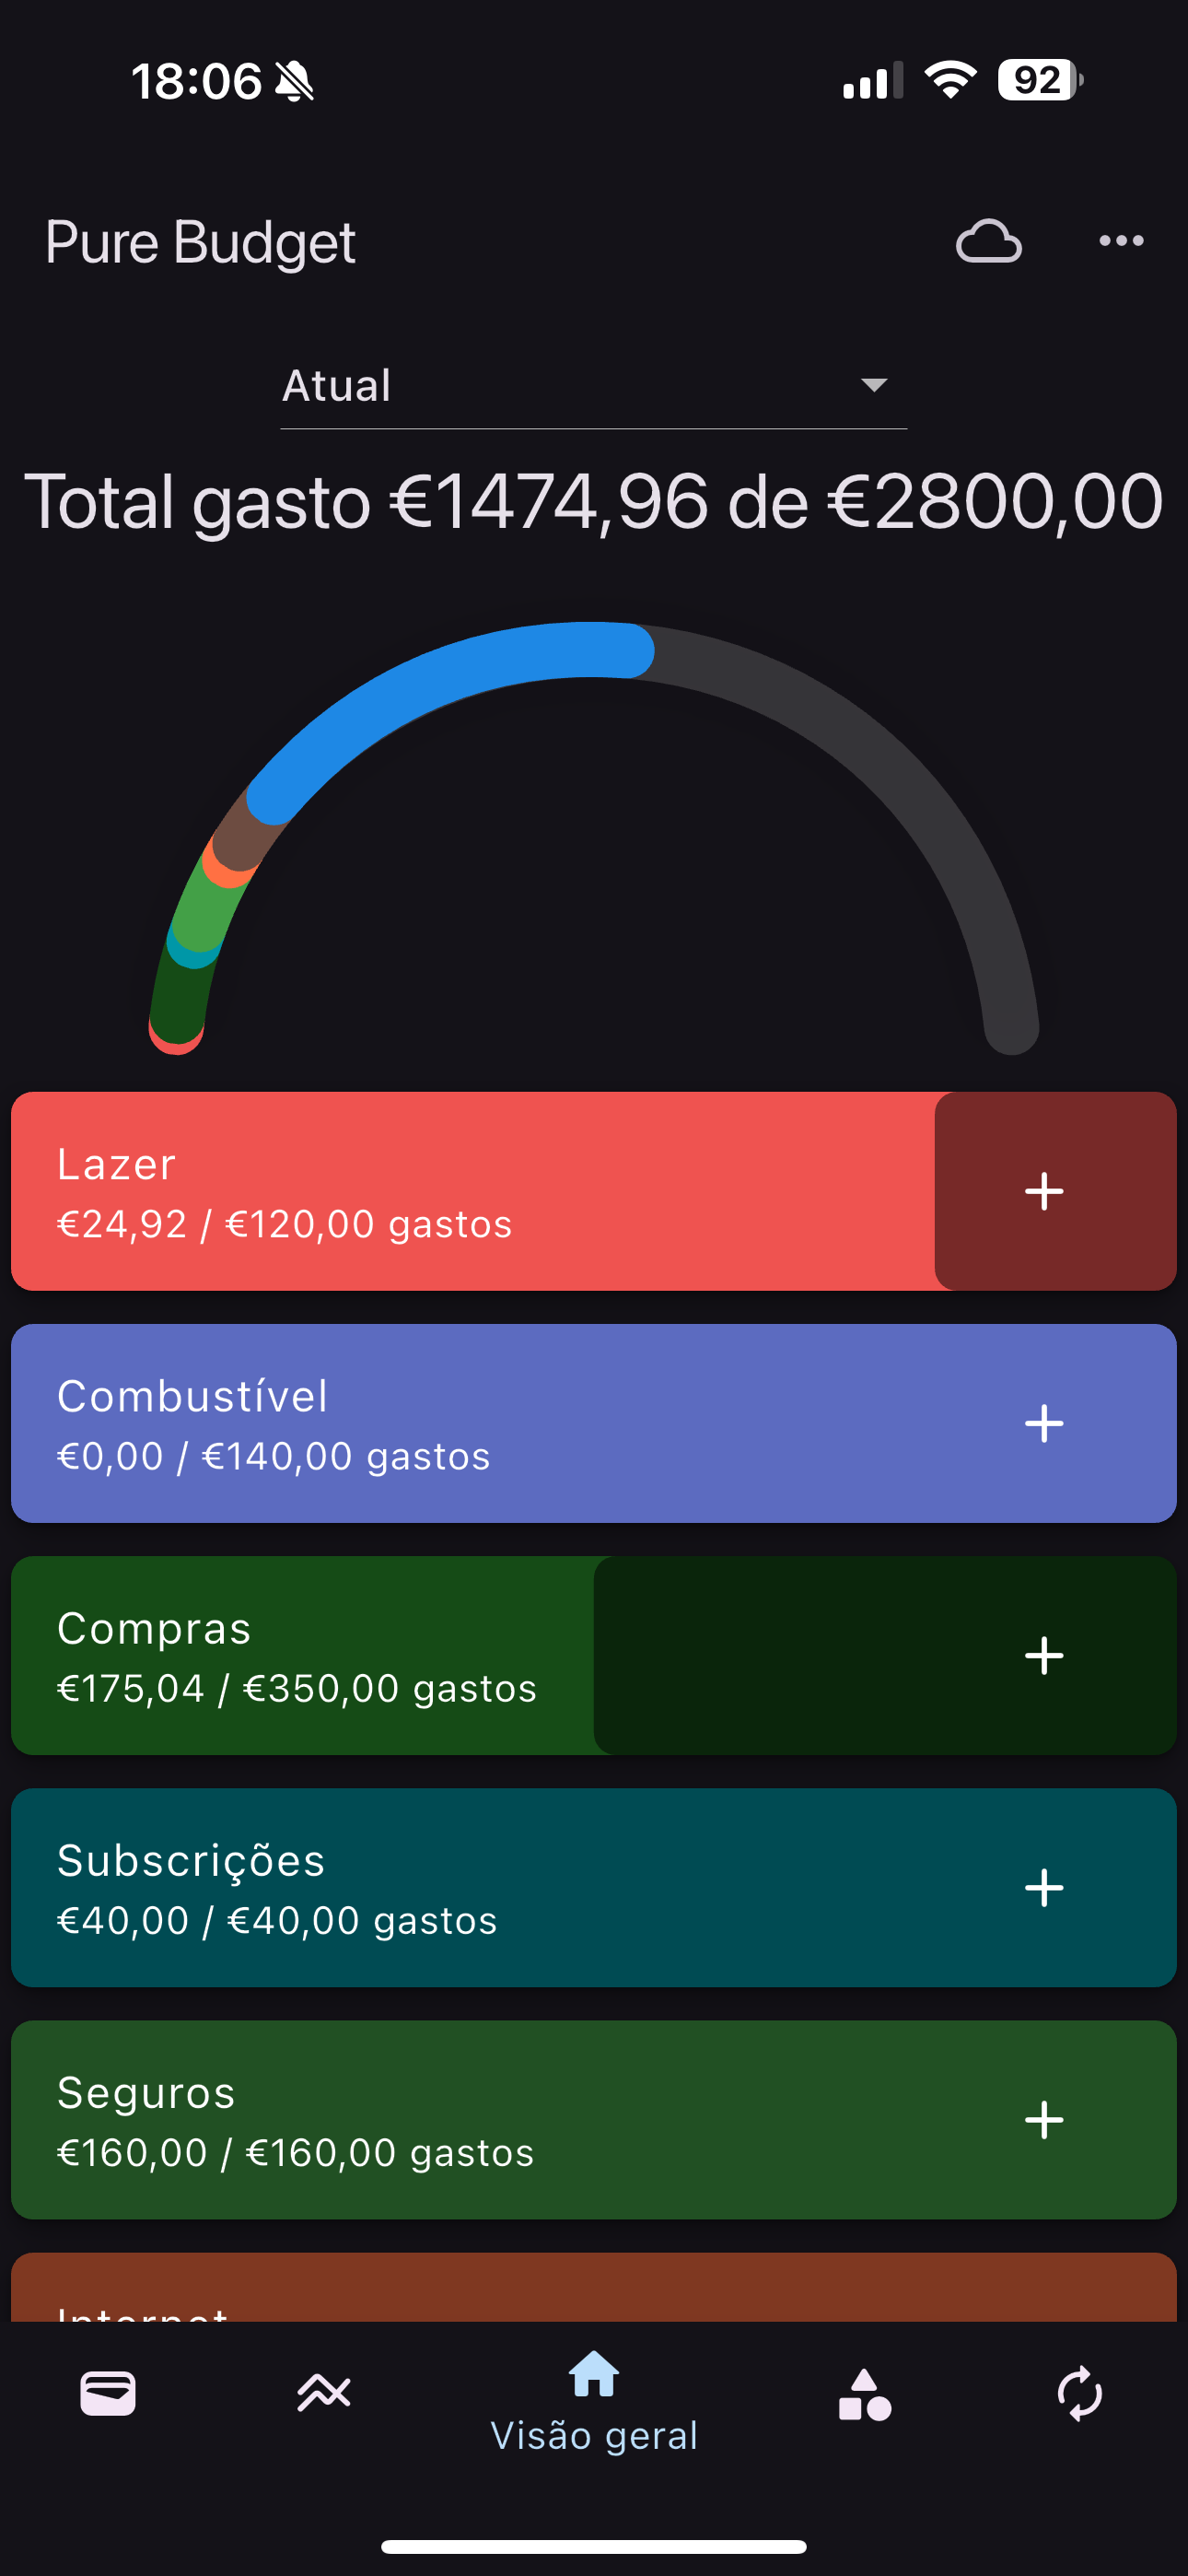 18:06
92
Pure Budget
Atual
Total gasto €1474,96 de €2800,00
Lazer
€24,92 / €120,00 gastos
Combustível
€0,00 / €140,00 gastos
Compras
€175,04 / €350,00 gastos
Subscrições
€40,00 / €40,00 gastos
Seguros
€160,00 / €160,00 gastos
Internet
Visão geral